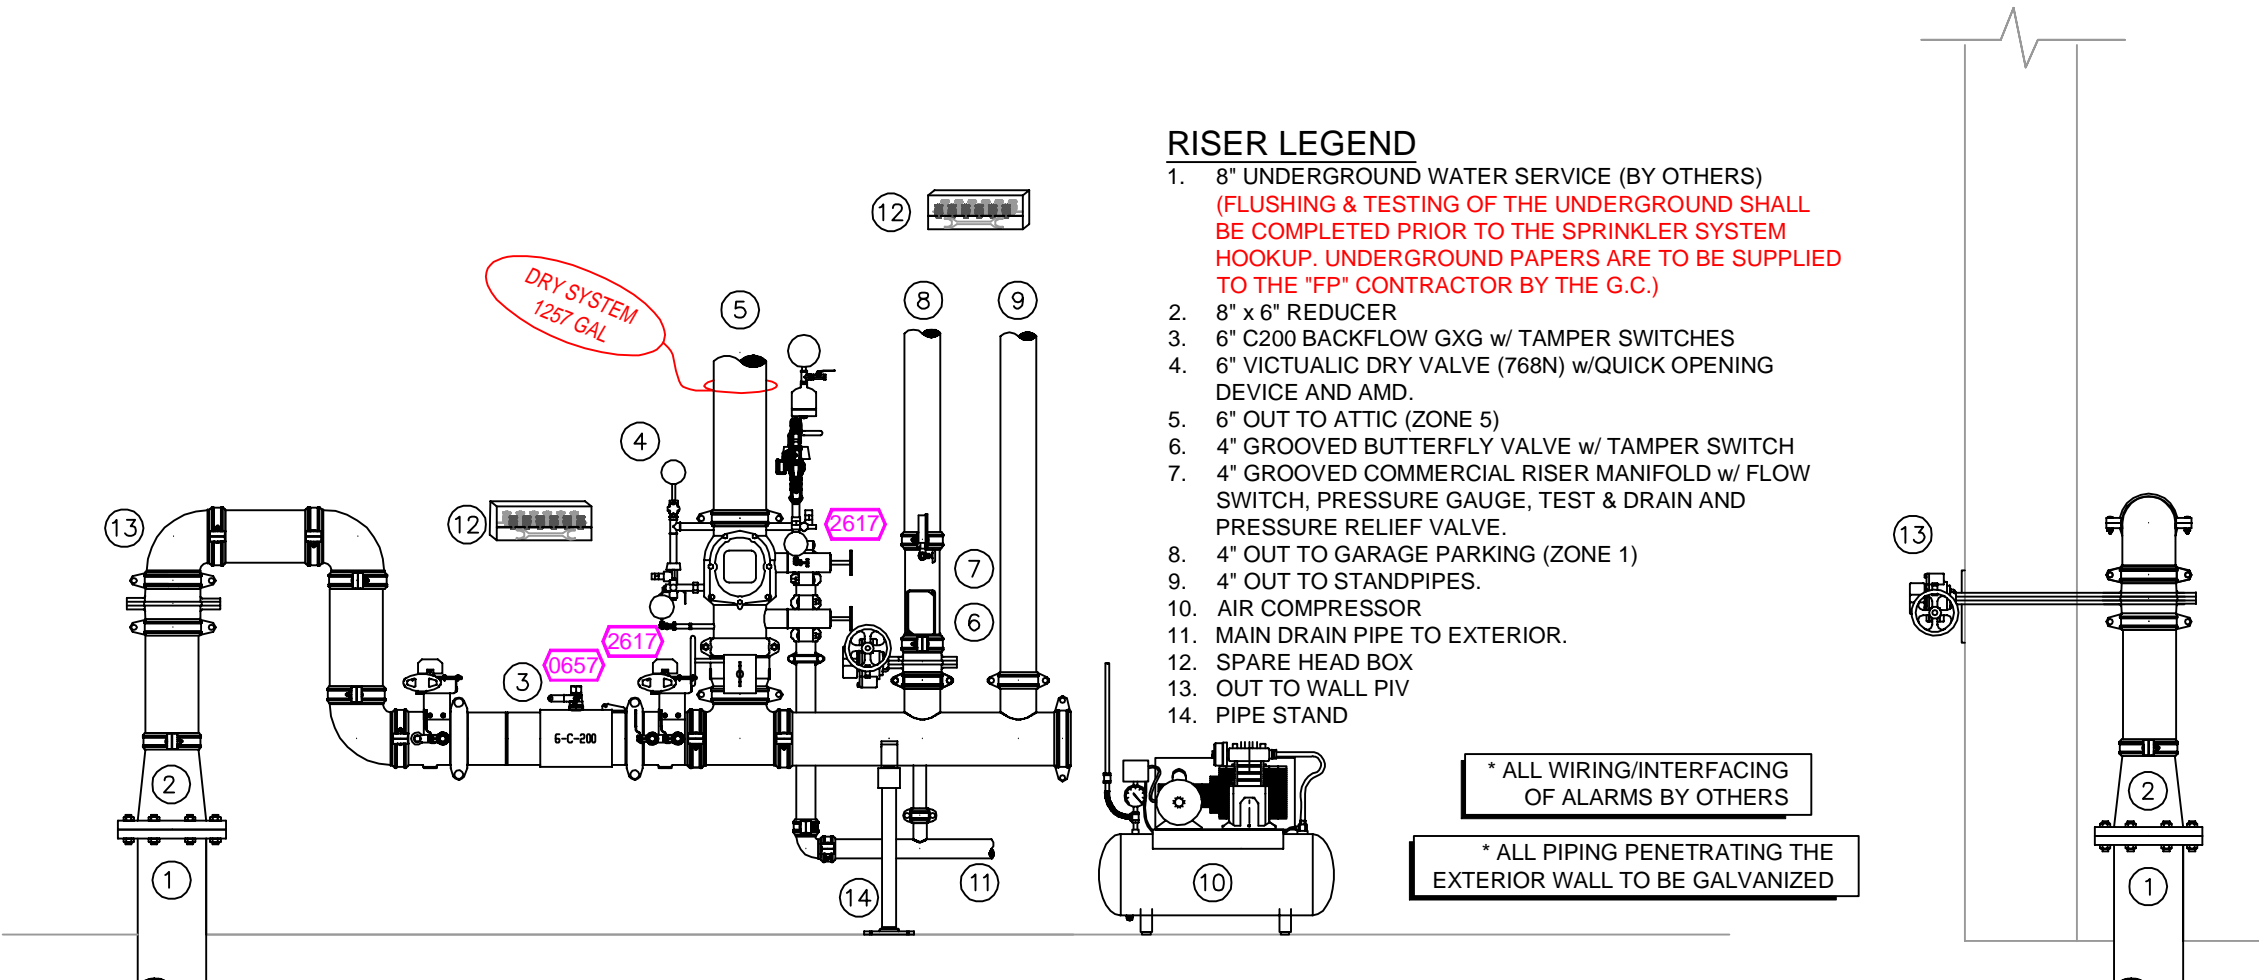 RISER LEGEND
1. 8" UNDERGROUND WATER SERVICE (BY OTHERS)
(FLUSHING & TESTING OF THE UNDERGROUND SHALL
BE COMPLETED PRIOR TO THE SPRINKLER SYSTEM
HOOKUP. UNDERGROUND PAPERS ARE TO BE SUPPLIED
TO THE "FP" CONTRACTOR BY THE G.C.)
2. 8" x 6" REDUCER
3. 6" C200 BACKFLOW GXG w/ TAMPER SWITCHES
4. 6" VICTUALIC DRY VALVE (768N) w/QUICK OPENING
DEVICE AND AMD.
5. 6" OUT TO ATTIC (ZONE 5)
6. 4" GROOVED BUTTERFLY VALVE w/ TAMPER SWITCH
7. 4" GROOVED COMMERCIAL RISER MANIFOLD w/ FLOW
SWITCH, PRESSURE GAUGE, TEST & DRAIN AND
PRESSURE RELIEF VALVE.
8. 4" OUT TO GARAGE PARKING (ZONE 1)
9. 4" OUT TO STANDPIPES.
10. AIR COMPRESSOR
11. MAIN DRAIN PIPE TO EXTERIOR.
12. SPARE HEAD BOX
13. OUT TO WALL PIV
14. PIPE STAND
* ALL WIRING/INTERFACING
OF ALARMS BY OTHERS
* ALL PIPING PENETRATING THE
EXTERIOR WALL TO BE GALVANIZED
DRY SYSTEM
1257 GAL
12
5
8
9
4
13
12
2617
7
6
2617
0657
3
6-C-200
2
1
14
11
10
13
2
1